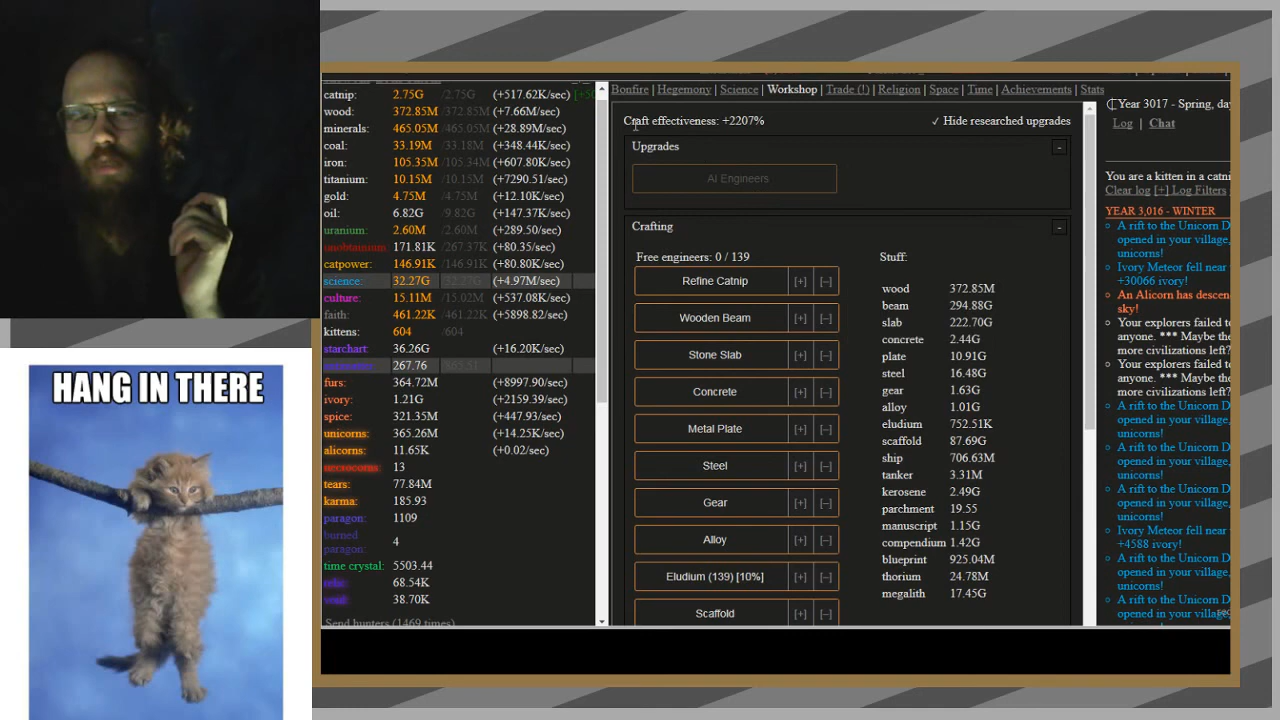 HANG IN THERE
catnip: 2.75G /2.75G (+517.62K/sec)
wood: 372.85M /372.85M (+7.66M/sec)
minerals: 465.05M /465.05M (+28.89M/sec)
coal: 33.19M /33.19M (+348.44K/sec)
iron: 105.35M /105.34M (+607.80K/sec)
titanium: 10.15M /10.15M (+7290.51/sec)
gold: 4.75M /4.75M (+12.10K/sec)
oil: 6.82G /9.82G (+147.37K/sec)
uranium: 2.60M /2.60M (+289.50/sec)
unobtainium: 171.81K /267.37K (+80.35/sec)
catpower: 146.91K /146.91K (+80.80K/sec)
science: 32.27G (+4.97M/sec)
culture: 15.11M /15.02M (+537.08K/sec)
faith: 461.22K /461.22K (+5898.82/sec)
kittens: 604 /604
starchart: 36.26G (+16.20K/sec)
267.76
furs: 364.72M (+8997.90/sec)
ivory: 1.21G (+2159.39/sec)
spice: 321.35M (+447.93/sec)
unicorns: 365.26M (+14.25K/sec)
alicorns: 11.65K (+0.02/sec)
necrocorns: 13
tears: 77.84M
karma: 185.93
paragon: 1109
burned
paragon: 4
time crystal: 5503.44
relic: 68.54K
void: 38.70K
Send hunters (1469 times)
Bonfire | Hegemony | Science | Workshop | Trade (!) | Religion | Space | Time | Achievements | Stats
Craft effectiveness: +2207% ✓ Hide researched upgrades
Upgrades -
AI Engineers
Crafting -
Free engineers: 0 / 139
Refine Catnip [+] [–]
Wooden Beam [+] [–]
Stone Slab [+] [–]
Concrete [+] [–]
Metal Plate [+] [–]
Steel [+] [–]
Gear [+] [–]
Alloy [+] [–]
Eludium (139) [10%] [+] [–]
Scaffold [+] [–]
Stuff:
wood 372.85M
beam 294.88G
slab 222.70G
concrete 2.44G
plate 10.91G
steel 16.48G
gear 1.63G
alloy 1.01G
eludium 752.51K
scaffold 87.69G
ship 706.63M
tanker 3.31M
kerosene 2.49G
parchment 19.55
manuscript 1.15G
compendium 1.42G
blueprint 925.04M
thorium 24.78M
megalith 17.45G
Year 3017 - Spring, da
Log | Chat
You are a kitten in a catn
Clear log [+] Log Filters
YEAR 3,016 - WINTER
A rift to the Unicorn D
opened in your village,
unicorns!
Ivory Meteor fell near
+30066 ivory!
An Alicorn has descen
sky!
Your explorers failed t
anyone. *** Maybe the
more civilizations left?
Your explorers failed t
anyone. *** Maybe the
more civilizations left?
A rift to the Unicorn D
opened in your village,
unicorns!
A rift to the Unicorn D
opened in your village,
unicorns!
A rift to the Unicorn D
opened in your village,
unicorns!
Ivory Meteor fell near
+4588 ivory!
A rift to the Unicorn D
opened in your village,
unicorns!
A rift to the Unicorn D
opened in your village,
unicorns!